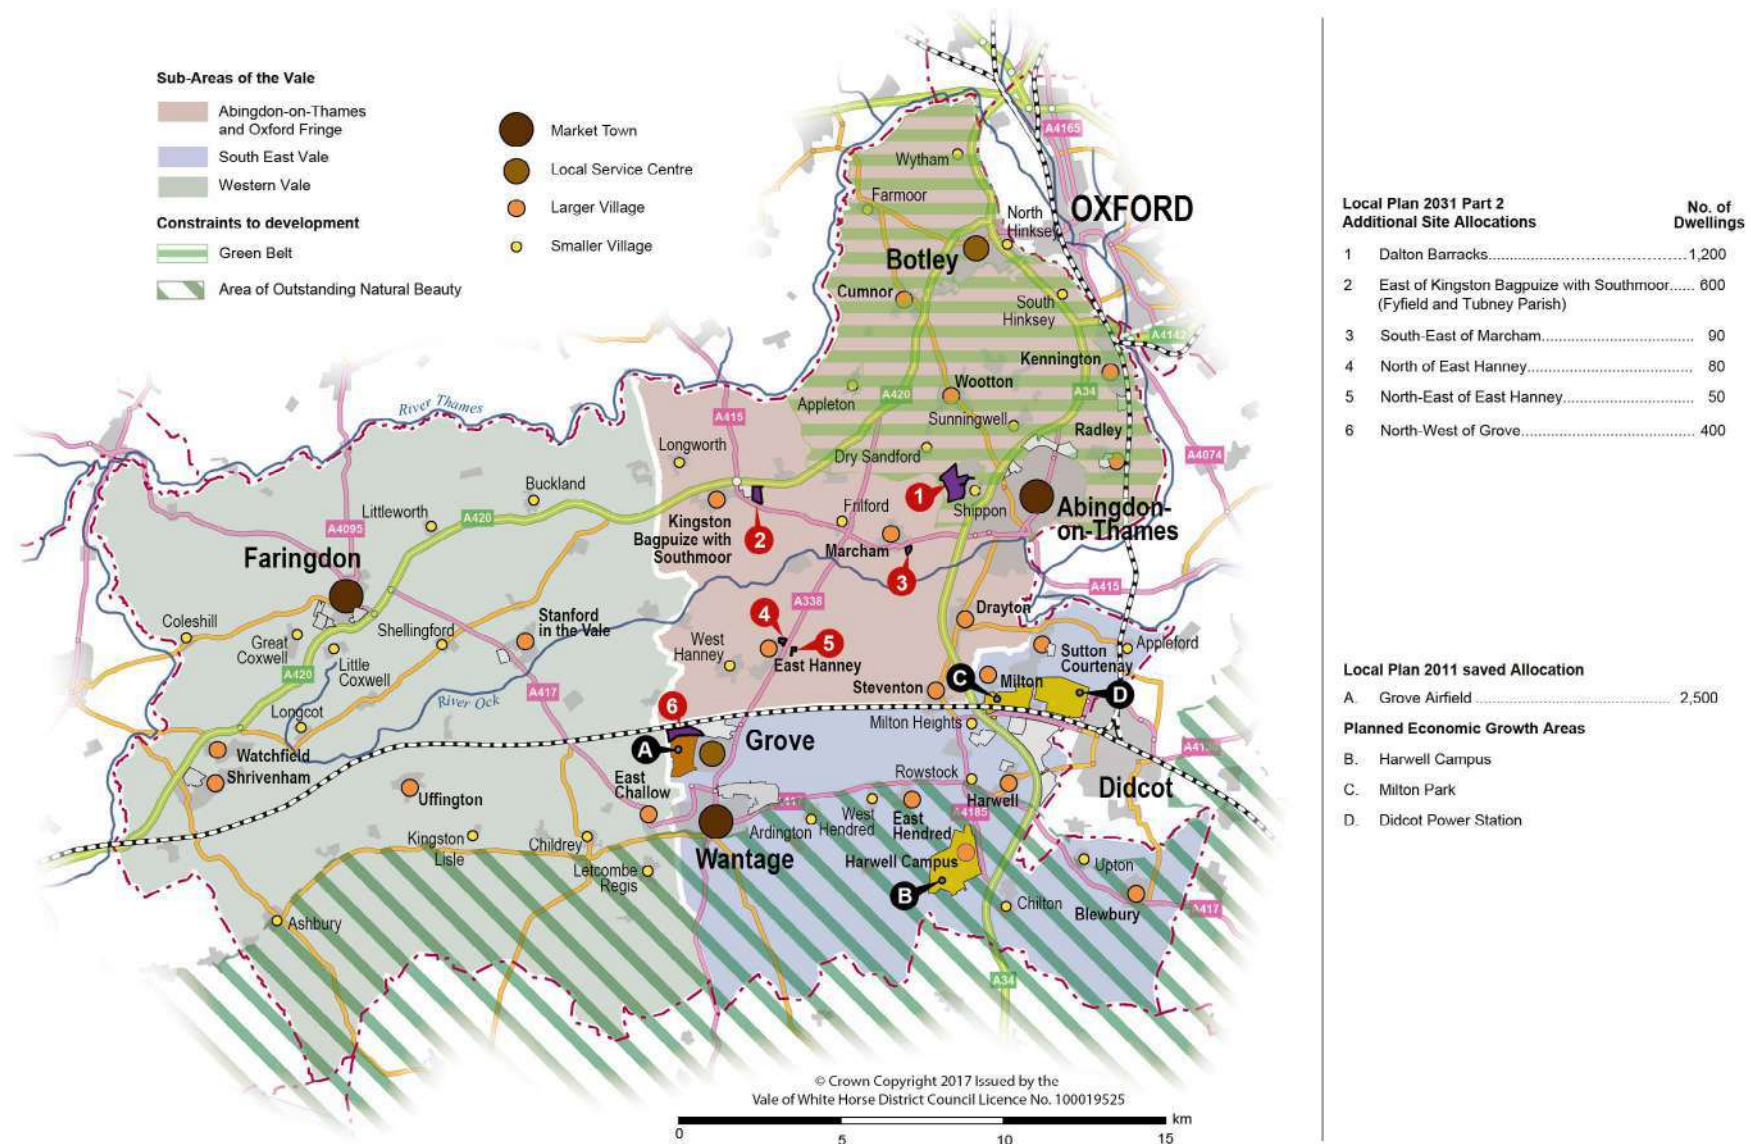 Sub-Areas of the Vale
Abingdon-on-Thames
and Oxford Fringe
South East Vale
Western Vale
Constraints to development
Green Belt
Area of Outstanding Natural Beauty
Market Town
Local Service Centre
Larger Village
Smaller Village
A4165
Wytham
Farmoor
OXFORD
North
Hinksey
Botley
Cumnor
South
Hinksey
A4142
Kennington
River Thames
Wootton
A420
A34
Appleton
A415
Sunningwell
Radley
Longworth
Dry Sandford
A4074
Buckland
1
Littleworth
A420
A4095
Kingston
Bagpuize with
Southmoor
2
Frilford
Shippon
Abingdon-
on-Thames
Marcham
3
Faringdon
A415
A338
4
Drayton
Coleshill
Great
Coxwell
Shellingford
Stanford
in the Vale
West
Hanney
5
East Hanney
Appleford
Sutton
Courtenay
Little
Coxwell
A420
A417
Steventon
C
Milton
D
River Ock
Longcot
6
Milton Heights
Watchfield
A
Grove
Shrivenham
East
Challow
Rowstock
Didcot
Uffington
Harwell
Ardington
West
Hendred
East
Hendred
A4185
Kingston
Lisle
Childrey
Wantage
Harwell Campus
Upton
Letcombe
Regis
B
Chilton
Blewbury
A417
Ashbury
A34
© Crown Copyright 2017 Issued by the
Vale of White Horse District Council Licence No. 100019525
km
0 5 10 15
Local Plan 2031 Part 2
Additional Site Allocations
No. of
Dwellings
1 Dalton Barracks.................................................1,200
2 East of Kingston Bagpuize with Southmoor...... 600
(Fyfield and Tubney Parish)
3 South-East of Marcham...................................... 90
4 North of East Hanney......................................... 80
5 North-East of East Hanney................................. 50
6 North-West of Grove........................................... 400
Local Plan 2011 saved Allocation
A. Grove Airfield ................................................ 2,500
Planned Economic Growth Areas
B. Harwell Campus
C. Milton Park
D. Didcot Power Station